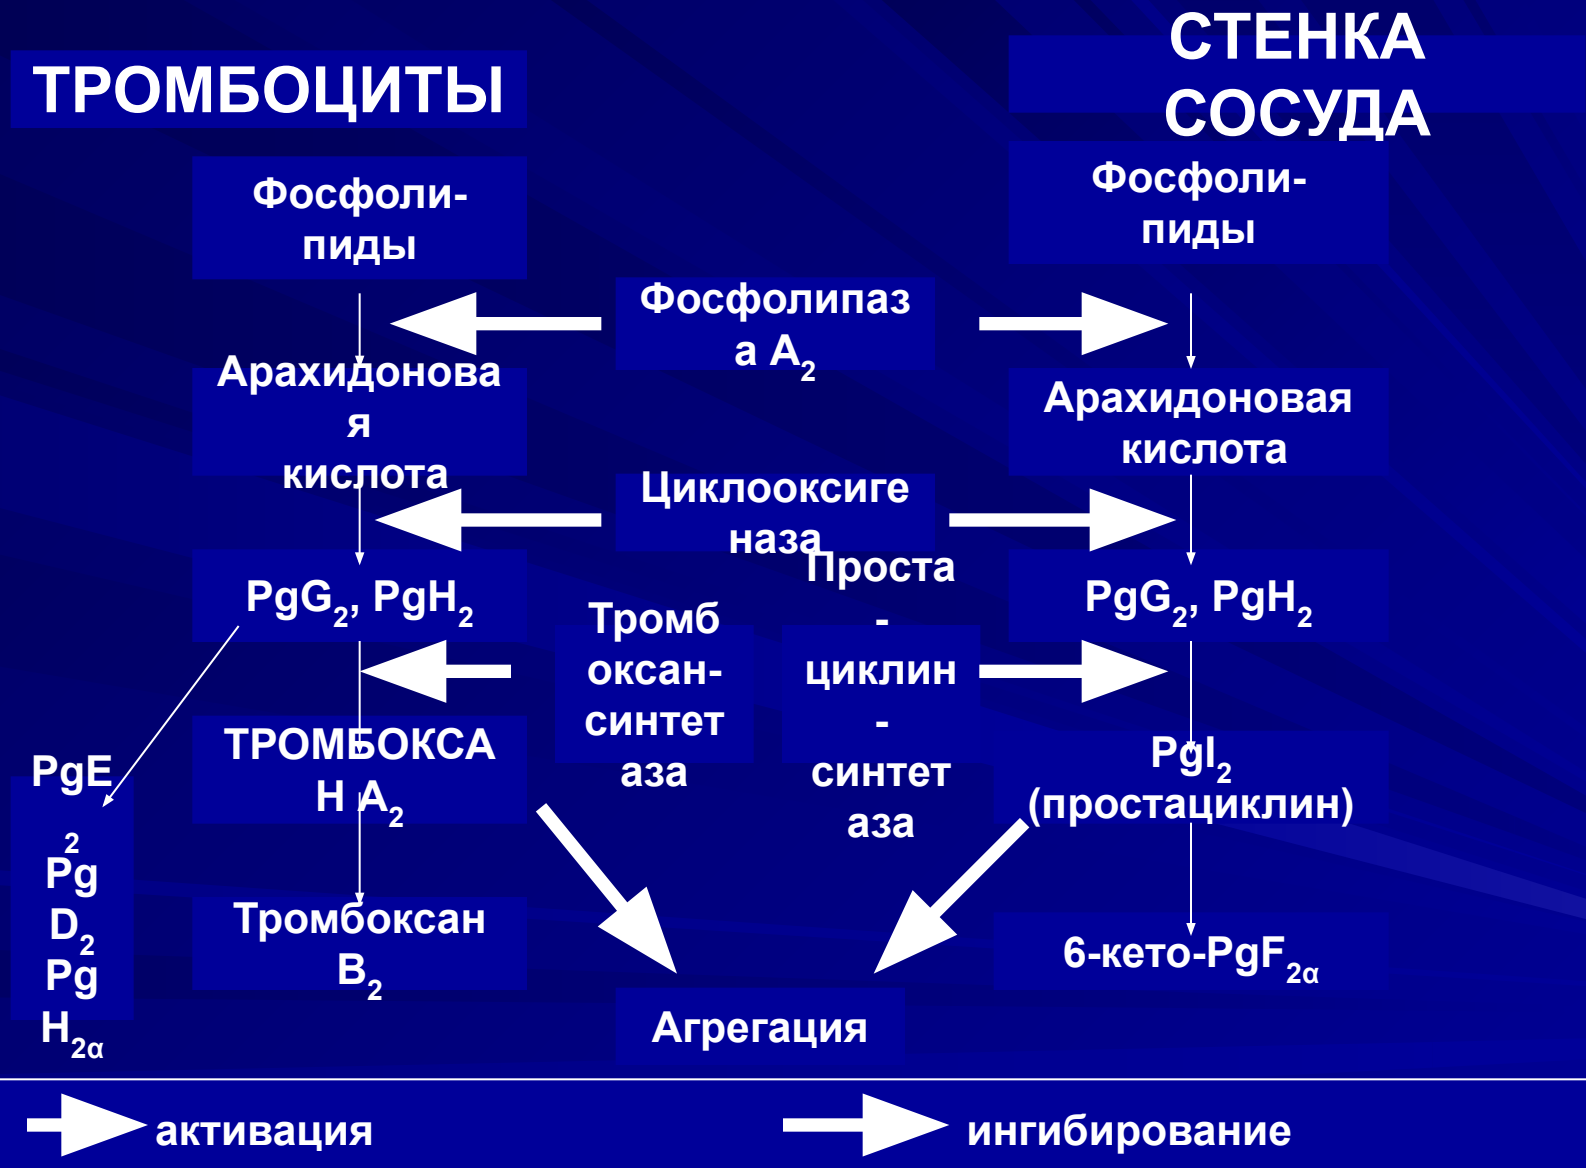 ТРОМБОЦИТЫ
СТЕНКА
СОСУДА
Фосфоли-
пиды
Фосфоли-
пиды
Фосфолипаз
а А2
Арахидонова
я
кислота
Арахидоновая
кислота
Циклооксиге
наза
PgG2, PgH2
PgG2, PgH2
Тромб
оксан-
синтет
аза
Проста
-
циклин
-
синтет
аза
ТРОМБОКСА
Н А2
PgI2
(простациклин)
PgE
2
Pg
D2
Pg
H2α
Тромбоксан
В2
6-кето-PgF2α
Агрегация
активация
ингибирование